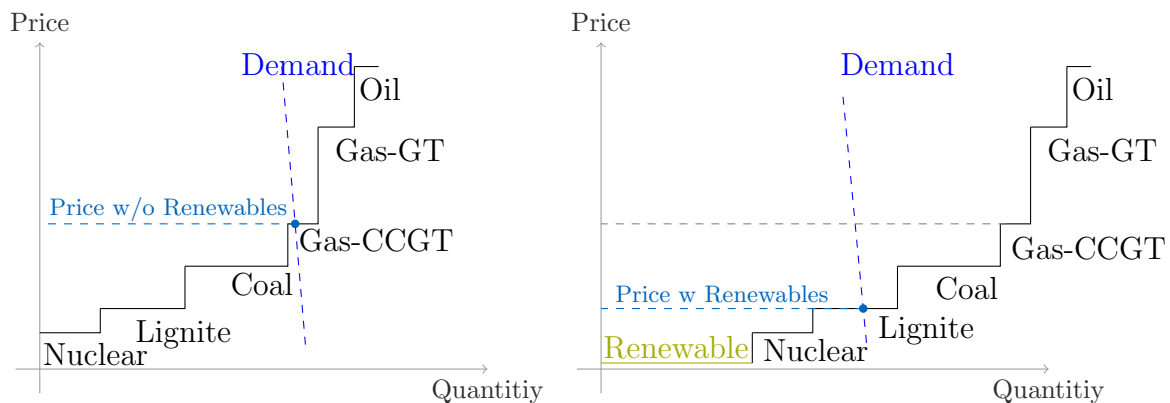 Price
Demand
Oil
Gas-GT
Price w/o Renewables
Gas-CCGT
Coal
Lignite
Nuclear
Quantitiy
Price
Demand
Oil
Gas-GT
Gas-CCGT
Coal
Price w Renewables
Lignite
Renewable
Nuclear
Quantitiy